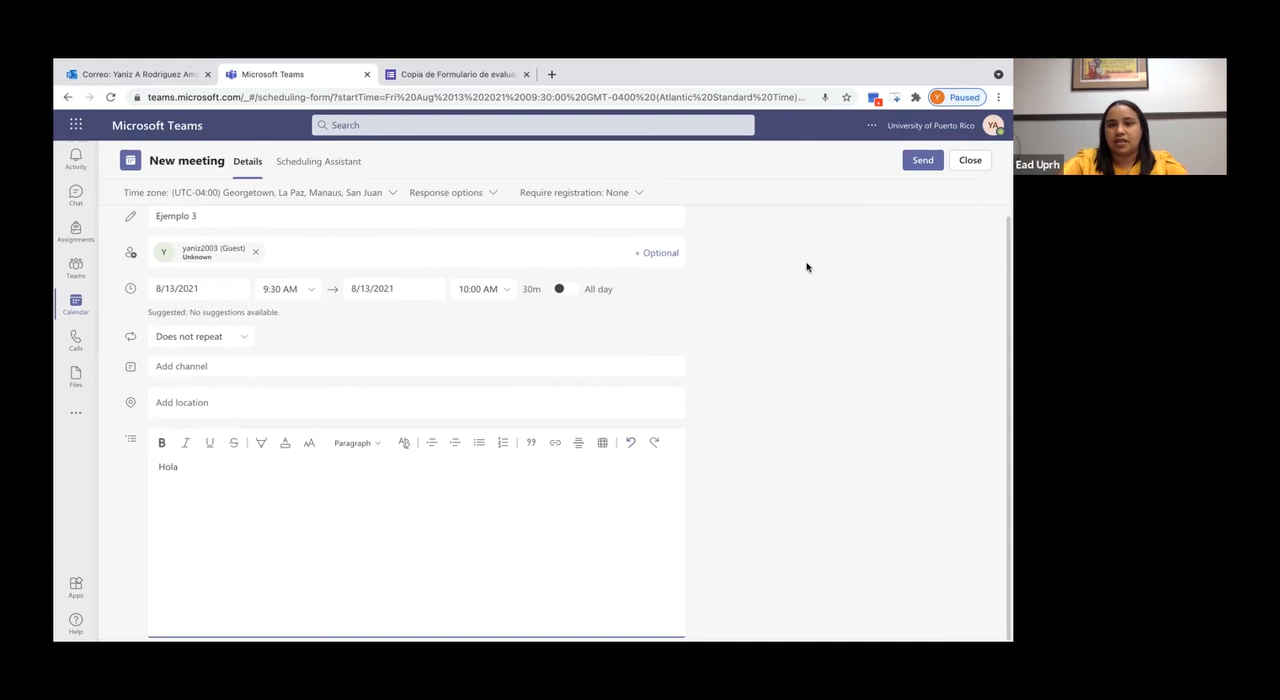 Correo: Yaniz A Rodriguez Am
Microsoft Teams
Copia de Formulario de evalua
teams.microsoft.com/_#/scheduling-form/?startTime=Fri%20Aug%2013%202021%2009:30:00%20GMT-0400%20(Atlantic%20Standard%20Time)...
Y
Paused
Microsoft Teams
Search
University of Puerto Rico
YA
Activity
Chat
Assignments
Teams
Calendar
Calls
Files
Apps
Help
New meeting
Details
Scheduling Assistant
Send
Close
Time zone: (UTC-04:00) Georgetown, La Paz, Manaus, San Juan
Response options
Require registration: None
Ejemplo 3
Y
yaniz2003 (Guest)
Unknown
+ Optional
8/13/2021
9:30 AM
8/13/2021
10:00 AM
30m
All day
Suggested: No suggestions available.
Does not repeat
Add channel
Add location
B I U S
Paragraph
Hola
Ead Uprh